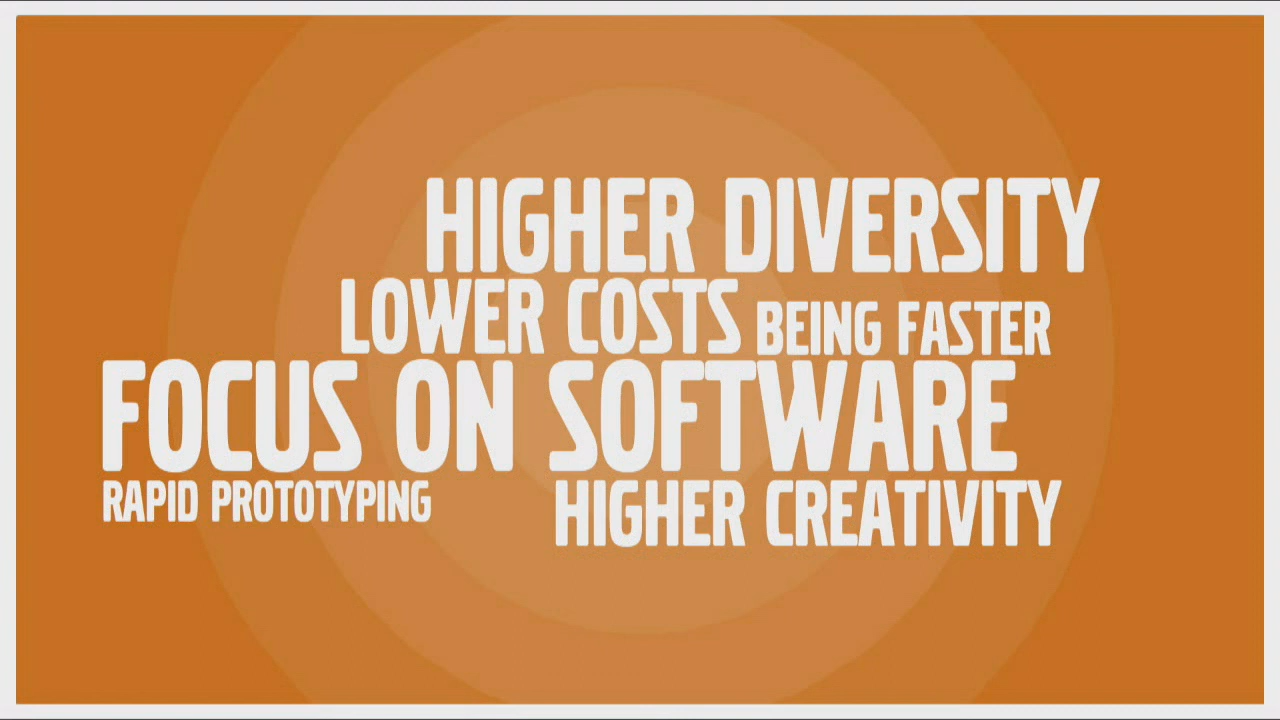 HIGHER DIVERSITY
LOWER COSTS BEING FASTER
FOCUS ON SOFTWARE
RAPID PROTOTYPING HIGHER CREATIVITY